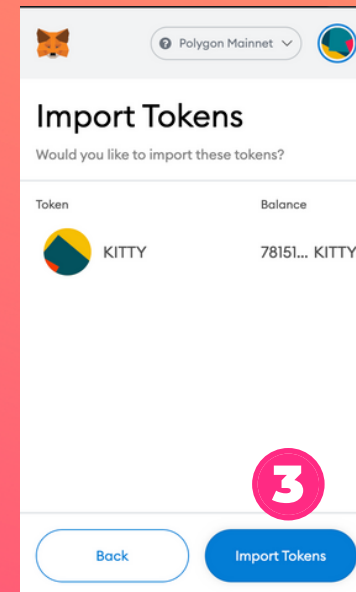 Polygon Mainnet
Import Tokens
Would you like to import these tokens?
Token Balance
KITTY 78151... KITTY
3
Back Import Tokens